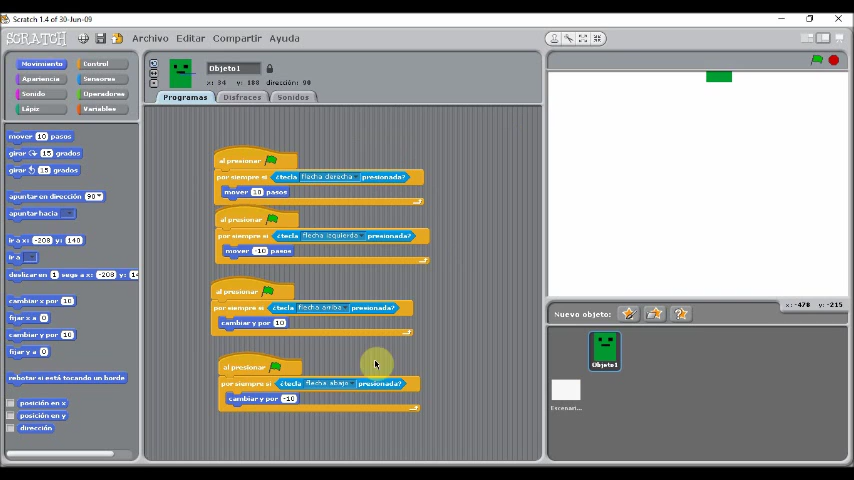 Scratch 1.4 of 30-Jun-09
SCRATCH Archivo Editar Compartir Ayuda
Movimiento Control
Apariencia Sensores
Sonido Operadores
Lápiz Variables
Objeto1
x: 34 y: 188 dirección: 90
Programas Disfraces Sonidos
mover 10 pasos
girar 15 grados
girar 15 grados
apuntar en dirección 90
apuntar hacia
ir a x: -208 y: 140
ir a
deslizar en 1 segs a x: -208 y: 14
cambiar x por 10
fijar x a 0
cambiar y por 10
fijar y a 0
rebotar si está tocando un borde
posición en x
posición en y
dirección
al presionar
por siempre si ¿tecla flecha derecha presionada?
mover 10 pasos
al presionar
por siempre si ¿tecla flecha izquierda presionada?
mover -10 pasos
al presionar
por siempre si ¿tecla flecha arriba presionada?
cambiar y por 10
al presionar
por siempre si ¿tecla flecha abajo presionada?
cambiar y por -10
x: -478 y: -215
Nuevo objeto:
Objeto1
Escenari...